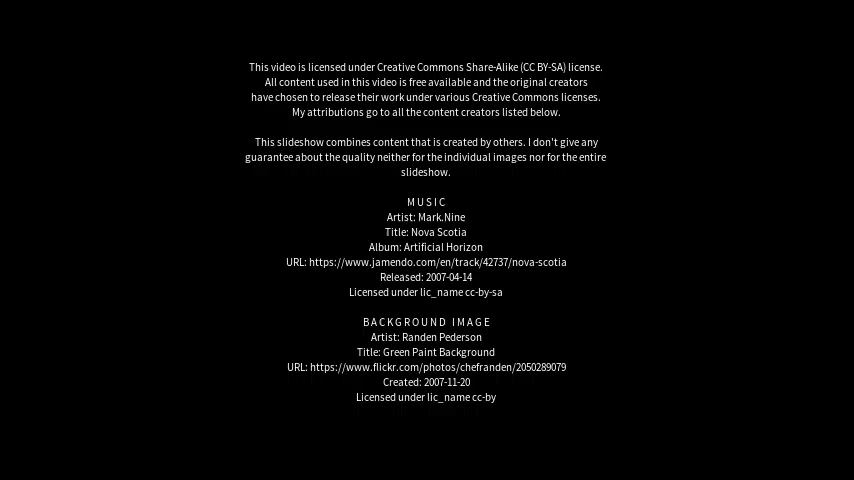 This video is licensed under Creative Commons Share-Alike (CC BY-SA) license.
All content used in this video is free available and the original creators
have chosen to release their work under various Creative Commons licenses.
My attributions go to all the content creators listed below.
This slideshow combines content that is created by others. I don't give any
guarantee about the quality neither for the individual images nor for the entire
slideshow.
MUSIC
Artist: Mark.Nine
Title: Nova Scotia
Album: Artificial Horizon
URL: https://www.jamendo.com/en/track/42737/nova-scotia
Released: 2007-04-14
Licensed under lic_name cc-by-sa
BACKGROUND IMAGE
Artist: Randen Pederson
Title: Green Paint Background
URL: https://www.flickr.com/photos/chefranden/2050289079
Created: 2007-11-20
Licensed under lic_name cc-by